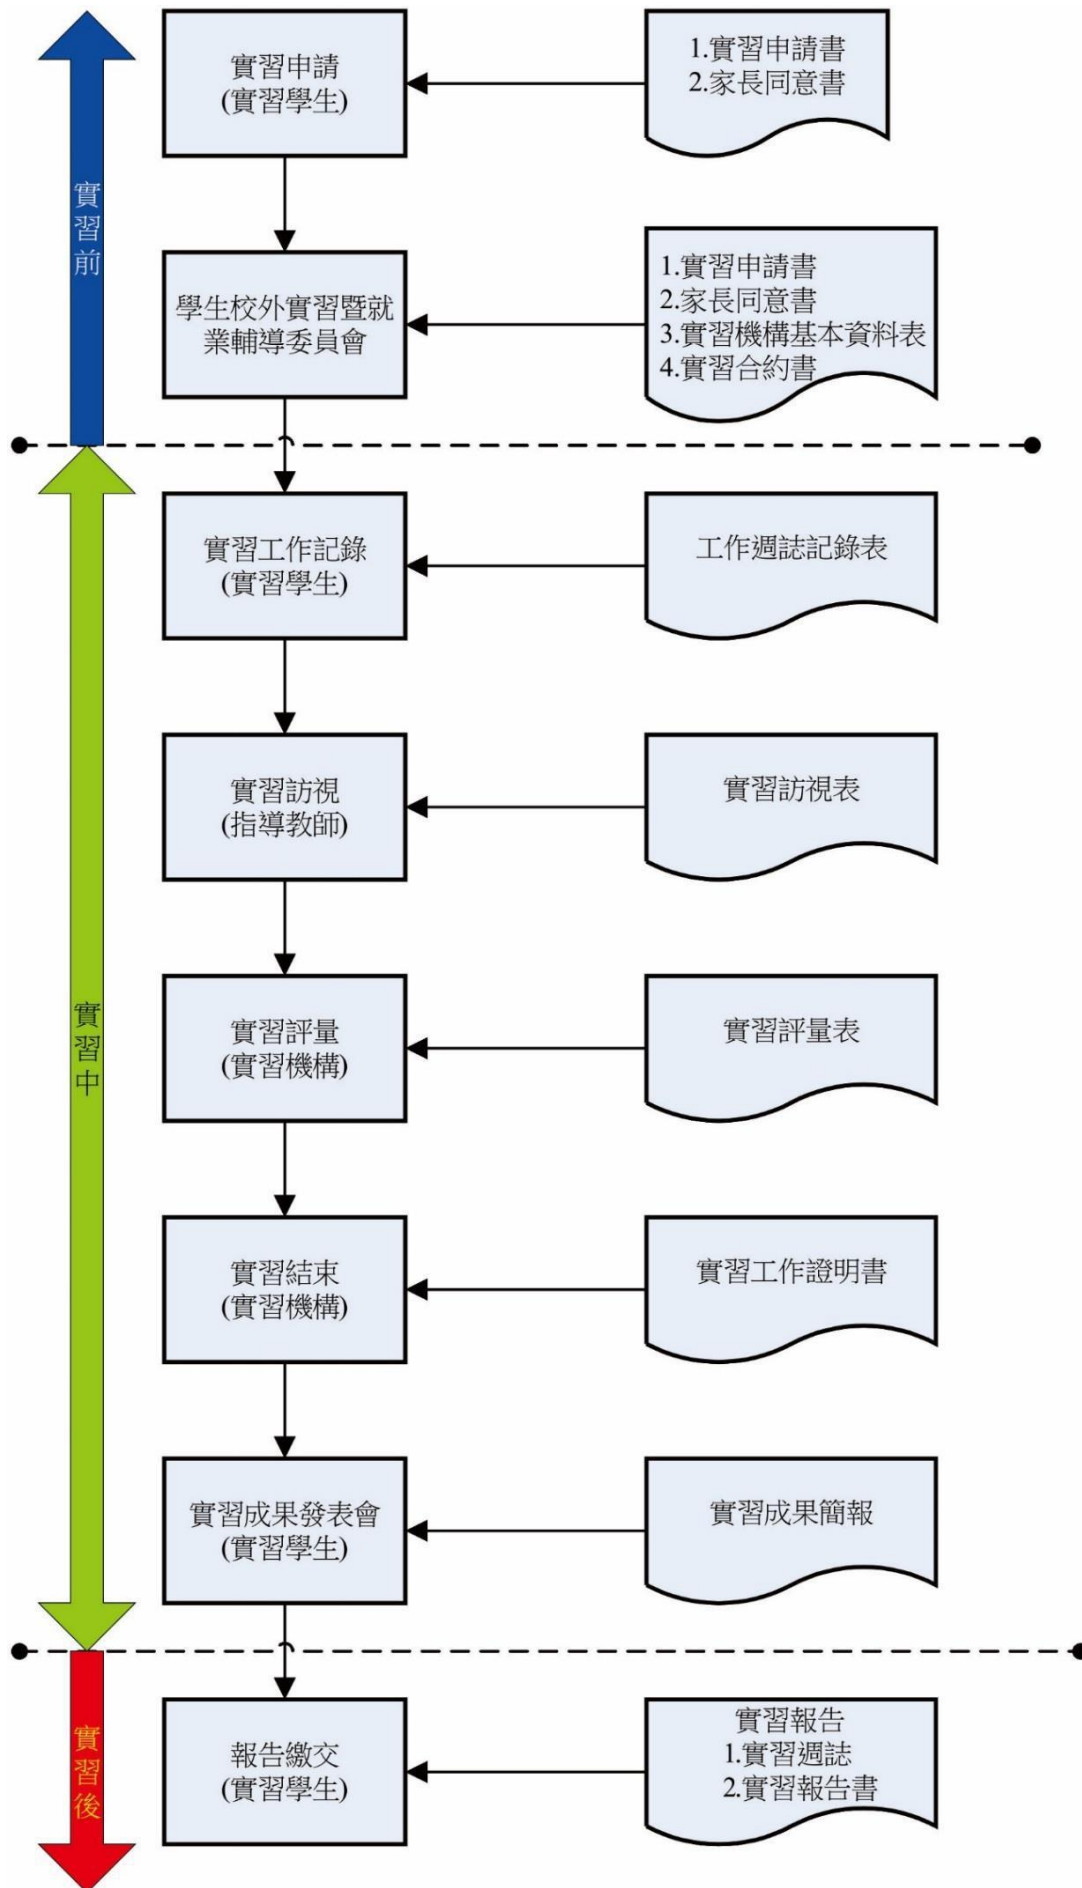 實習前
實習申請
(實習學生)
1.實習申請書
2.家長同意書
學生校外實習暨就
業輔導委員會
1.實習申請書
2.家長同意書
3.實習機構基本資料表
4.實習合約書
實習中
實習工作記錄
(實習學生)
工作週誌記錄表
實習訪視
(指導教師)
實習訪視表
實習評量
(實習機構)
實習評量表
實習結束
(實習機構)
實習工作證明書
實習成果發表會
(實習學生)
實習成果簡報
實習後
報告繳交
(實習學生)
實習報告
1.實習週誌
2.實習報告書